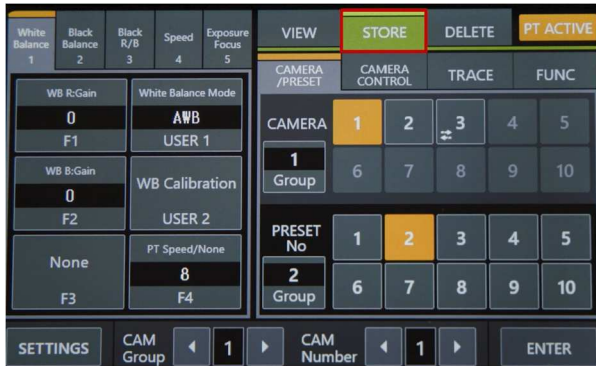 White Balance 1
Black Balance 2
Black R/B 3
Speed 4
Exposure Focus 5
VIEW
STORE
DELETE
PT ACTIVE
CAMERA /PRESET
CAMERA CONTROL
TRACE
FUNC
WB R:Gain
0
F1
White Balance Mode
AWB
USER 1
WB B:Gain
0
F2
WB Calibration
USER 2
None
F3
PT Speed/None
8
F4
CAMERA
1 2 3 4 5
1
Group
6 7 8 9 10
PRESET No
1 2 3 4 5
2
Group
6 7 8 9 10
SETTINGS
CAM Group
1
CAM Number
1
ENTER